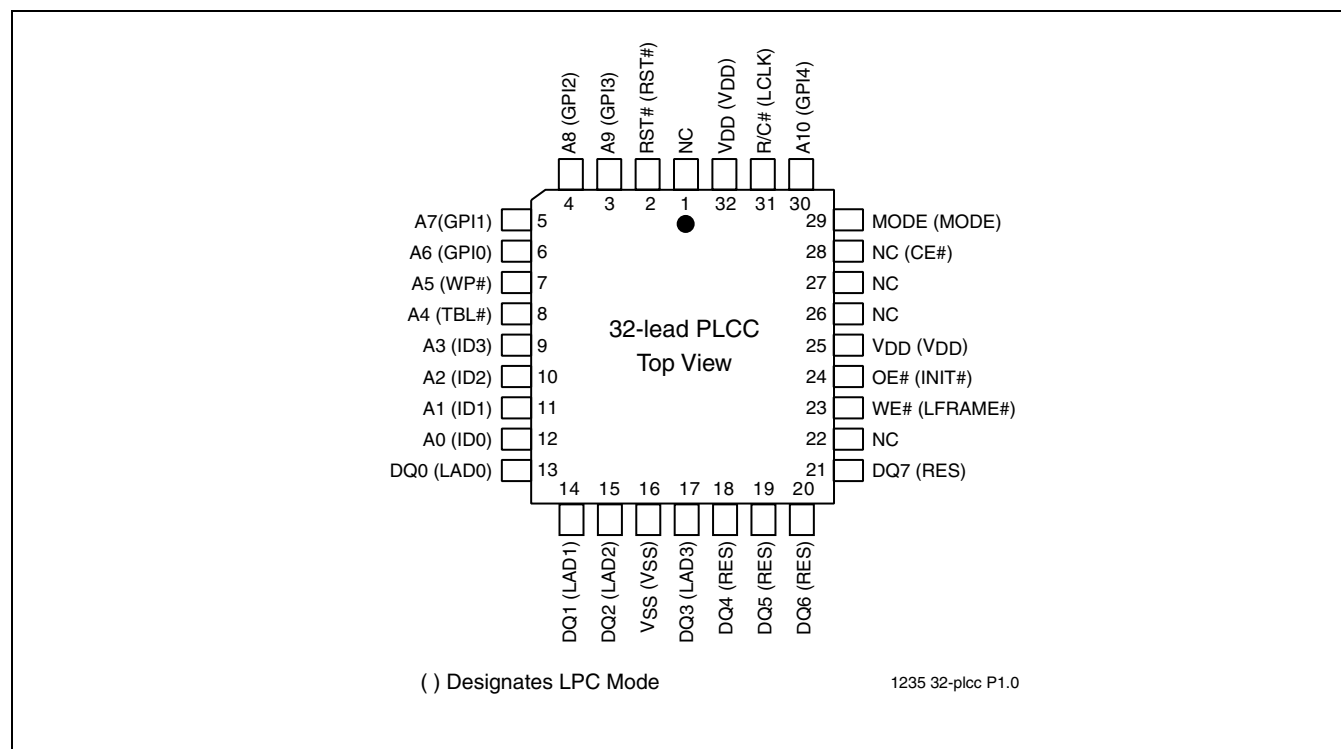 A8 (GPI2)
A9 (GPI3)
RST# (RST#)
NC
VDD (VDD)
R/C# (LCLK)
A10 (GPI4)
4
3
2
1
32
31
30
A7(GPI1)
5
A6 (GPI0)
6
A5 (WP#)
7
A4 (TBL#)
8
A3 (ID3)
9
A2 (ID2)
10
A1 (ID1)
11
A0 (ID0)
12
DQ0 (LAD0)
13
32-lead PLCC
Top View
29
MODE (MODE)
28
NC (CE#)
27
NC
26
NC
25
VDD (VDD)
24
OE# (INIT#)
23
WE# (LFRAME#)
22
NC
21
DQ7 (RES)
14
15
16
17
18
19
20
DQ1 (LAD1)
DQ2 (LAD2)
VSS (VSS)
DQ3 (LAD3)
DQ4 (RES)
DQ5 (RES)
DQ6 (RES)
( ) Designates LPC Mode
1235 32-plcc P1.0